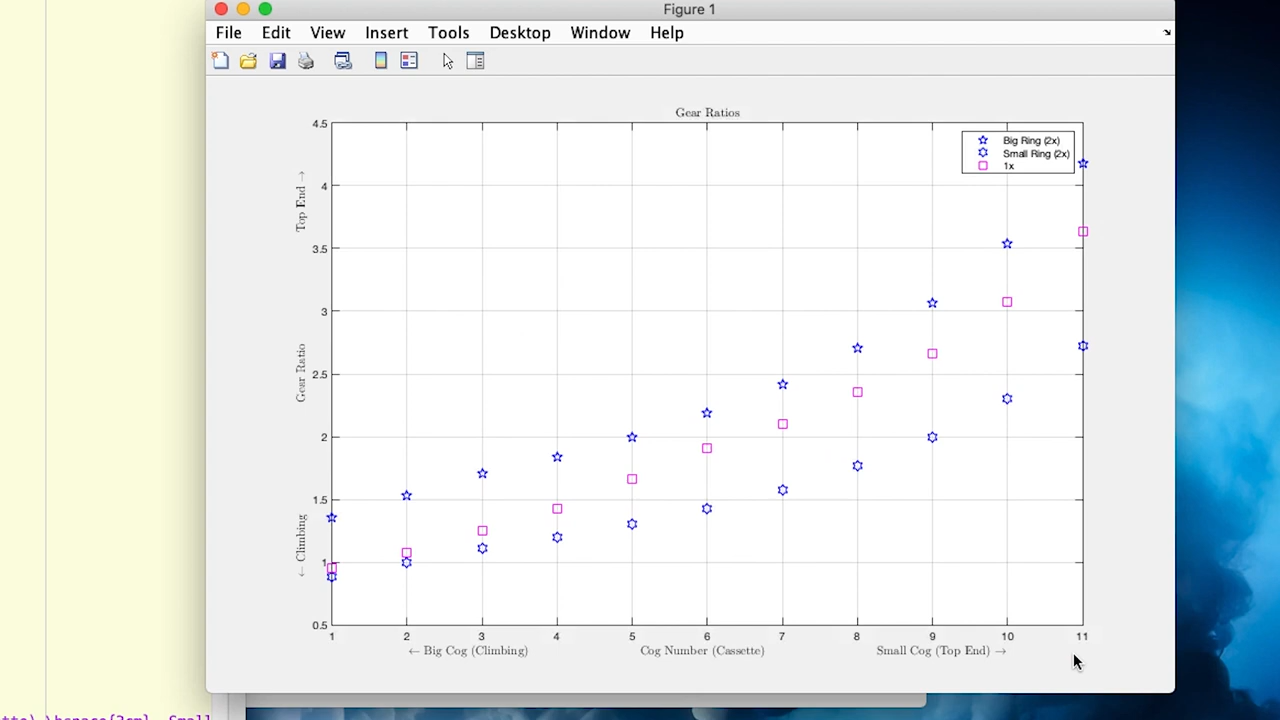 Figure 1
File Edit View Insert Tools Desktop Window Help
Gear Ratios
Big Ring (2x)
Small Ring (2x)
1x
4.5
4
3.5
3
2.5
2
1.5
1
0.5
Top End →
Gear Ratio
← Climbing
1 2 3 4 5 6 7 8 9 10 11
← Big Cog (Climbing) Cog Number (Cassette) Small Cog (Top End) →